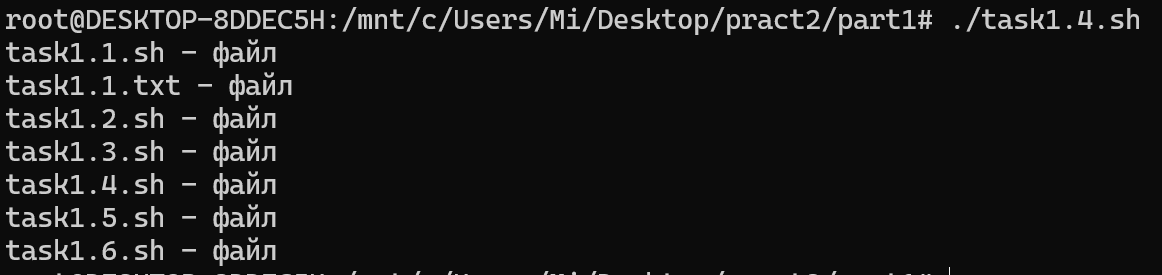 root@DESKTOP-8DDEC5H:/mnt/c/Users/Mi/Desktop/pract2/part1# ./task1.4.sh
task1.1.sh - файл
task1.1.txt - файл
task1.2.sh - файл
task1.3.sh - файл
task1.4.sh - файл
task1.5.sh - файл
task1.6.sh - файл